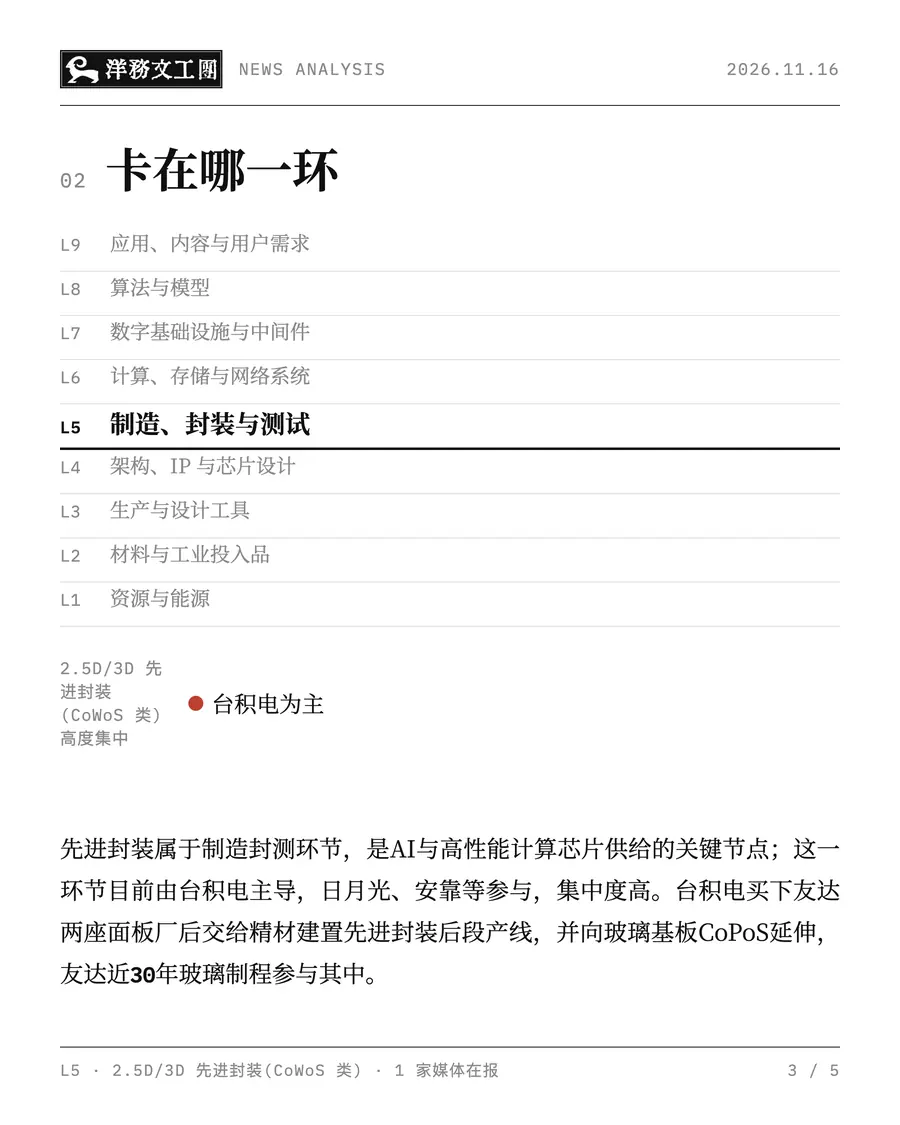 洋務文工團 NEWS ANALYSIS 2026.11.16
02 卡在哪一环
L9 应用、内容与用户需求
L8 算法与模型
L7 数字基础设施与中间件
L6 计算、存储与网络系统
L5 制造、封装与测试
L4 架构、IP 与芯片设计
L3 生产与设计工具
L2 材料与工业投入品
L1 资源与能源
2.5D/3D 先
进封装
(CoWoS 类)
高度集中
台积电为主
先进封装属于制造封测环节，是AI与高性能计算芯片供给的关键节点；这一
环节目前由台积电主导，日月光、安靠等参与，集中度高。台积电买下友达
两座面板厂后交给精材建置先进封装后段产线，并向玻璃基板CoPoS延伸，
友达近30年玻璃制程参与其中。
L5 · 2.5D/3D 先进封装(CoWoS 类) · 1 家媒体在报 3 / 5